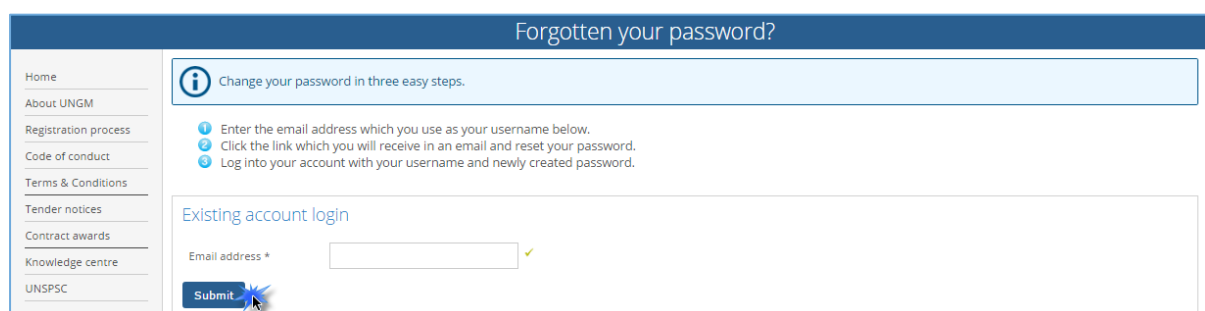 Forgotten your password?
Home
About UNGM
Registration process
Code of conduct
Terms & Conditions
Tender notices
Contract awards
Knowledge centre
UNSPSC
Change your password in three easy steps.
1 Enter the email address which you use as your username below.
2 Click the link which you will receive in an email and reset your password.
3 Log into your account with your username and newly created password.
Existing account login
Email address *
Submit